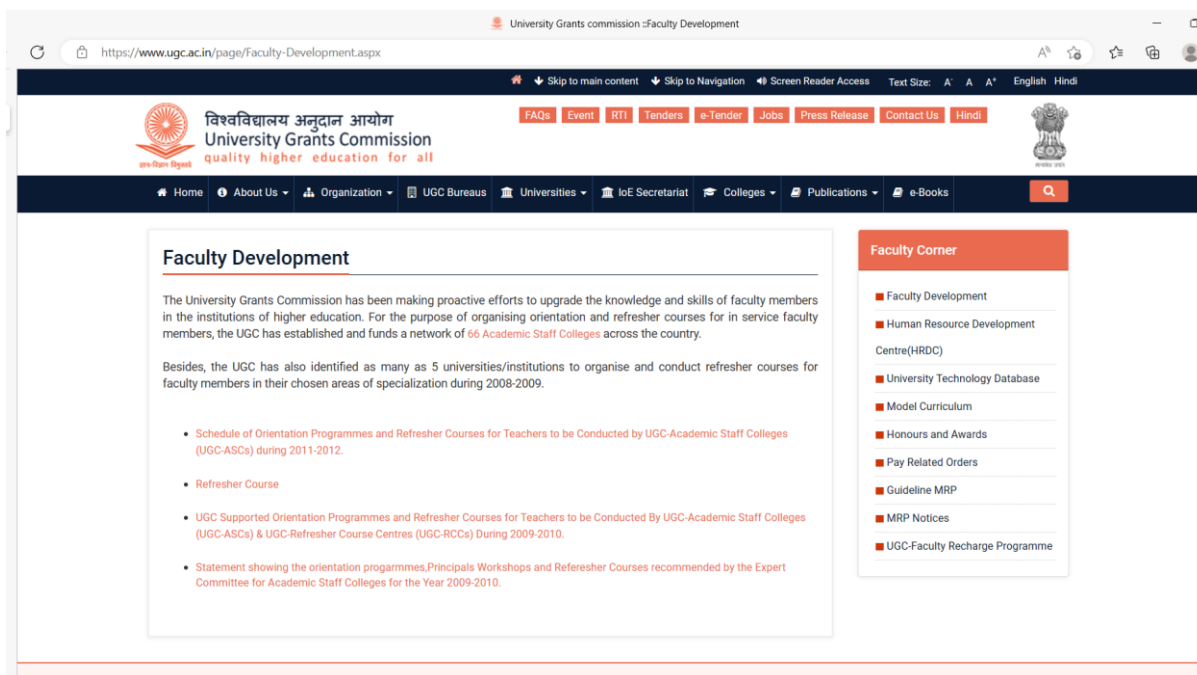 University Grants commission ::Faculty Development
https://www.ugc.ac.in/page/Faculty-Development.aspx
Skip to main content Skip to Navigation Screen Reader Access Text Size: A- A A+ English Hindi
विश्वविद्यालय अनुदान आयोग
University Grants Commission
quality higher education for all
ज्ञान-विज्ञान विमुक्तये
FAQs Event RTI Tenders e-Tender Jobs Press Release Contact Us Hindi
सत्यमेव जयते
Home About Us Organization UGC Bureaus Universities IoE Secretariat Colleges Publications e-Books
Faculty Development
The University Grants Commission has been making proactive efforts to upgrade the knowledge and skills of faculty members
in the institutions of higher education. For the purpose of organising orientation and refresher courses for in service faculty
members, the UGC has established and funds a network of 66 Academic Staff Colleges across the country.
Besides, the UGC has also identified as many as 5 universities/institutions to organise and conduct refresher courses for
faculty members in their chosen areas of specialization during 2008-2009.
Schedule of Orientation Programmes and Refresher Courses for Teachers to be Conducted by UGC-Academic Staff Colleges
(UGC-ASCs) during 2011-2012.
Refresher Course
UGC Supported Orientation Programmes and Refresher Courses for Teachers to be Conducted By UGC-Academic Staff Colleges
(UGC-ASCs) & UGC-Refresher Course Centres (UGC-RCCs) During 2009-2010.
Statement showing the orientation progarmmes,Principals Workshops and Referesher Courses recommended by the Expert
Committee for Academic Staff Colleges for the Year 2009-2010.
Faculty Corner
Faculty Development
Human Resource Development
Centre(HRDC)
University Technology Database
Model Curriculum
Honours and Awards
Pay Related Orders
Guideline MRP
MRP Notices
UGC-Faculty Recharge Programme